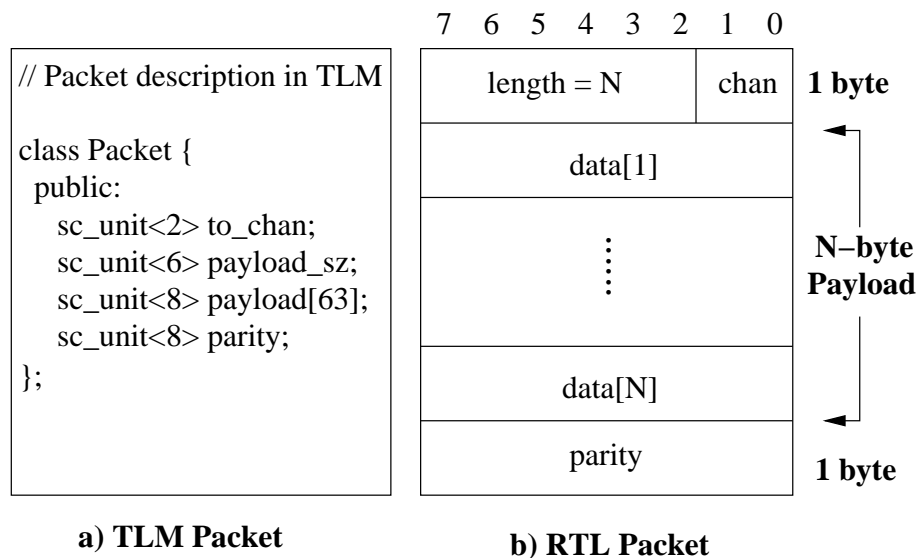 // Packet description in TLM
class Packet {
public:
sc_unit<2> to_chan;
sc_unit<6> payload_sz;
sc_unit<8> payload[63];
sc_unit<8> parity;
};
a) TLM Packet
7 6 5 4 3 2 1 0
length = N chan 1 byte
data[1]
N−byte
Payload
data[N]
parity
1 byte
b) RTL Packet